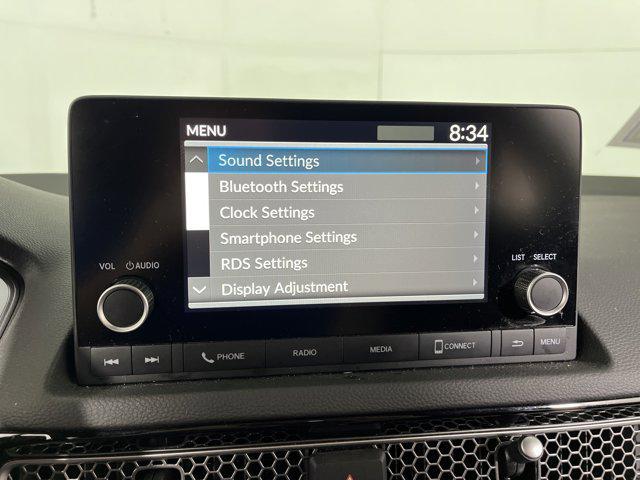 MENU 8:34
Sound Settings
Bluetooth Settings
Clock Settings
Smartphone Settings
RDS Settings
Display Adjustment
VOL AUDIO
LIST SELECT
PHONE RADIO MEDIA CONNECT MENU